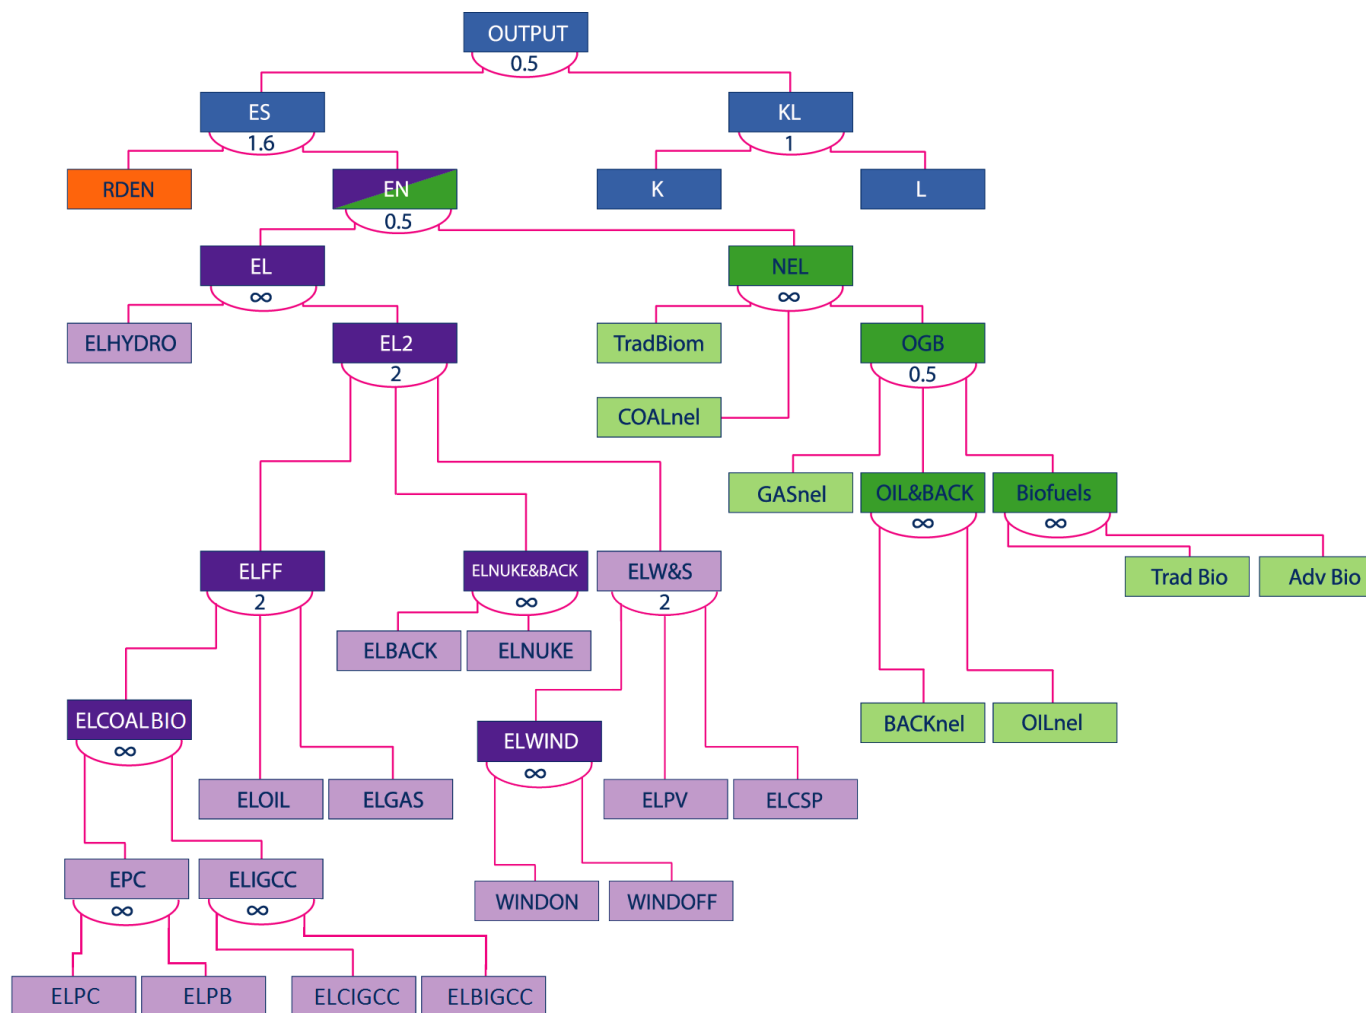 OUTPUT
0.5
ES
KL
1.6
1
RDEN
EN
K
L
0.5
EL
NEL
∞
∞
ELHYDRO
EL2
TradBiom
OGB
2
0.5
COALnel
GASnel
OIL&BACK
Biofuels
∞
∞
ELFF
ELNUKE&BACK
ELW&S
Trad Bio
Adv Bio
2
∞
2
ELBACK
ELNUKE
ELCOALBIO
BACKnel
OILnel
∞
ELWIND
∞
ELOIL
ELGAS
ELPV
ELCSP
EPC
ELIGCC
WINDON
WINDOFF
∞
∞
ELPC
ELPB
ELCIGCC
ELBIGCC